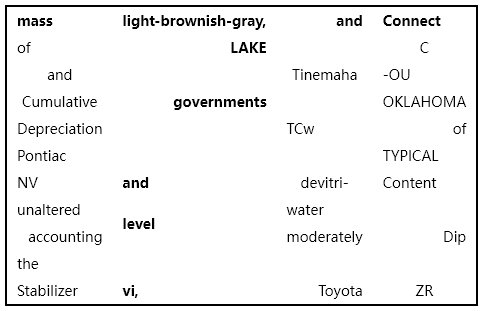 mass light-brownish-gray, and Connect
of LAKE C
and Tinemaha -OU
Cumulative governments OKLAHOMA
Depreciation TCw of
Pontiac TYPICAL
NV and devitri- Content
unaltered water
level
accounting moderately Dip
the
Stabilizer vi, Toyota ZR